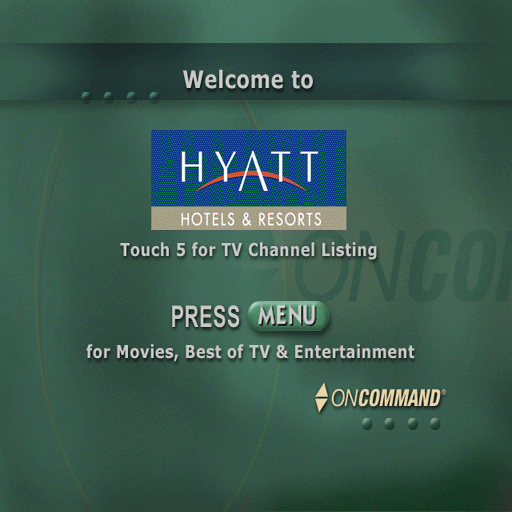 Welcome to
HYATT
HOTELS & RESORTS
Touch 5 for TV Channel Listing
ONCOM
PRESS MENU
for Movies, Best of TV & Entertainment
ONCOMMAND®